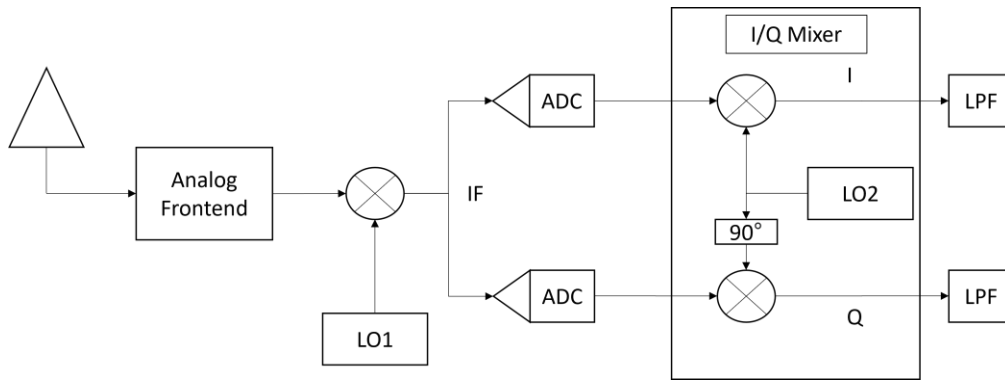 I/Q Mixer
I
ADC
LPF
Analog
Frontend
IF
LO2
90°
ADC
LPF
Q
LO1